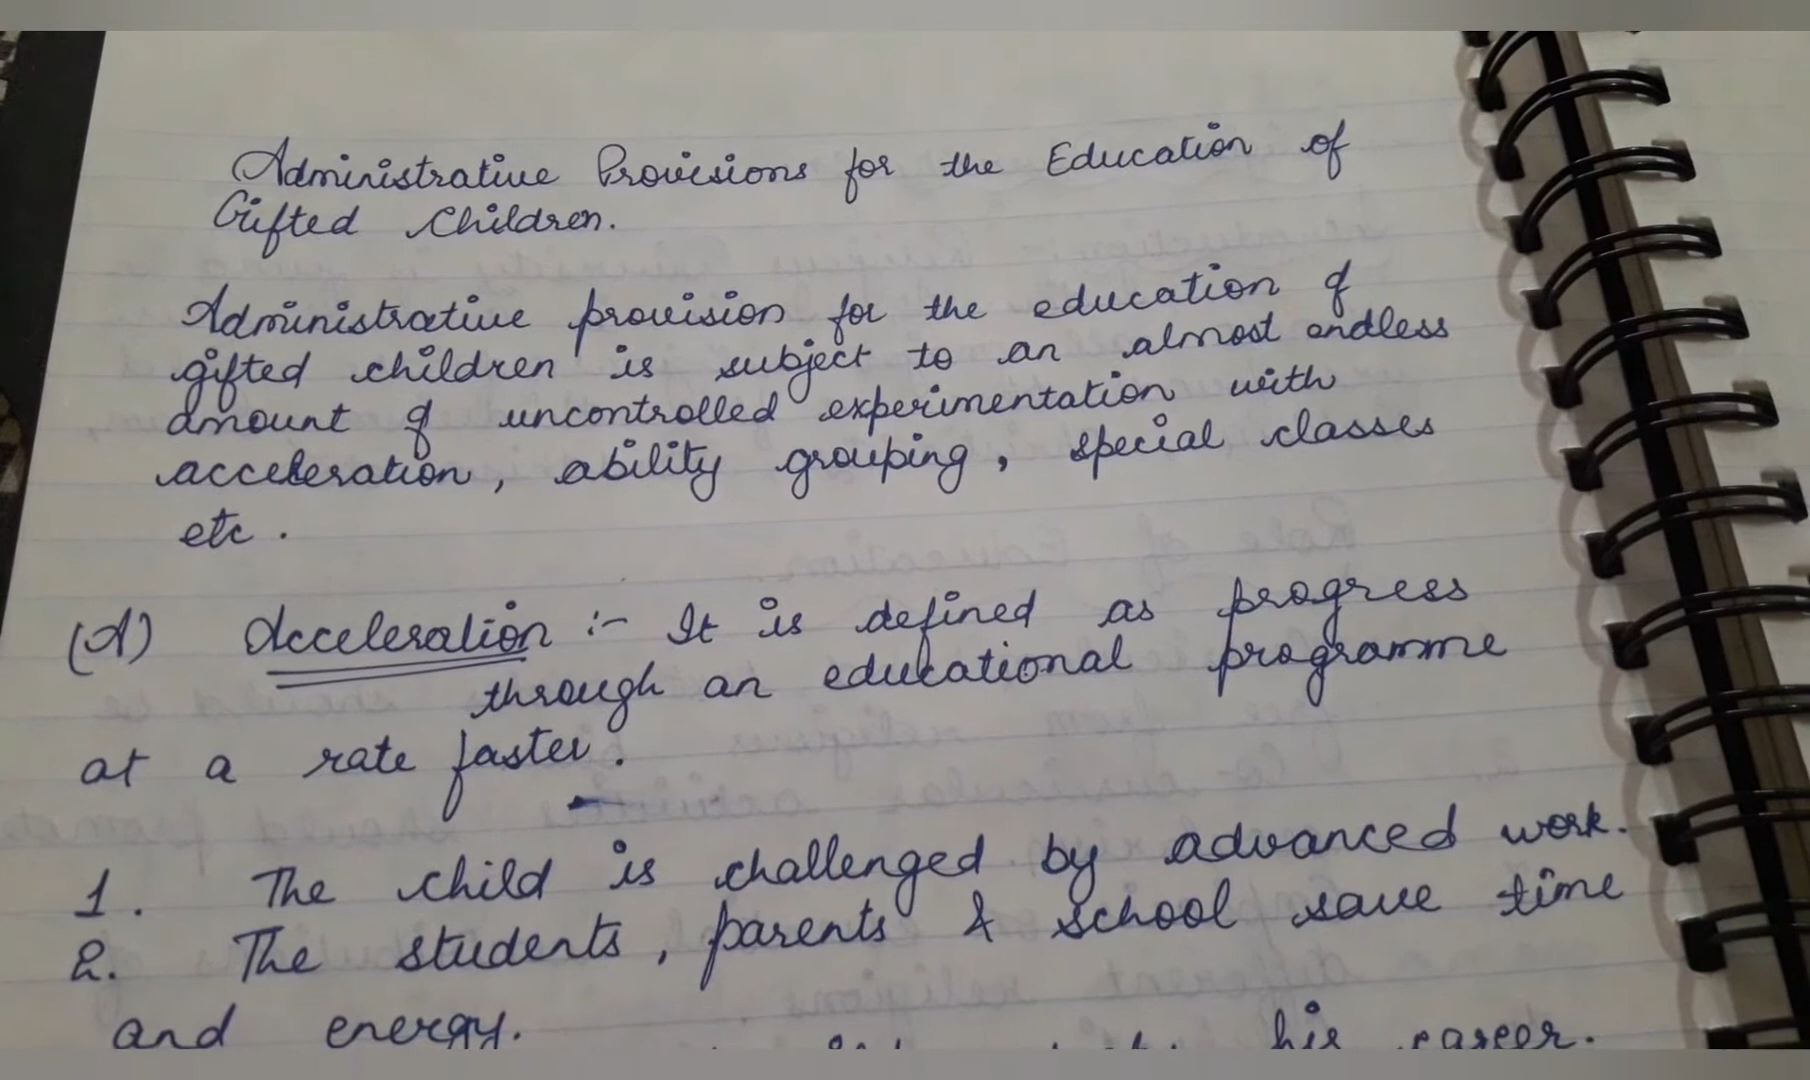 Administrative Provisions for the Education of
Gifted Children.
Administrative provision for the education of
gifted children is subject to an almost endless
amount of uncontrolled experimentation with
acceleration, ability grouping, special classes
etc.
(A) Acceleration :- It is defined as progress
through an educational programme
at a rate faster.
1. The child is challenged by advanced work.
2. The students, parents & school save time
and energy.
his career.